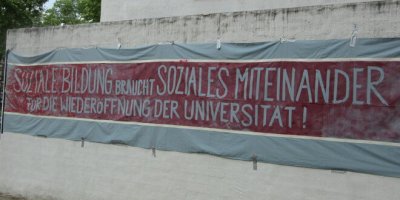 SOZIALE BILDUNG BRAUCHT SOZIALES MITEINANDER
FÜR DIE WIEDERÖFFNUNG DER UNIVERSITÄT!